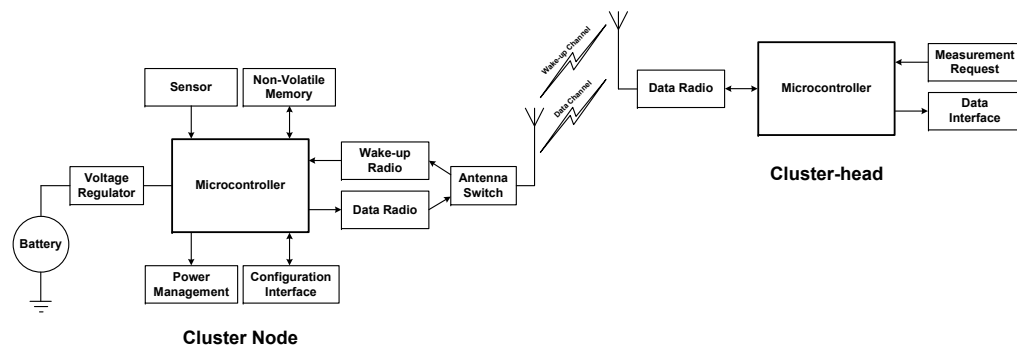 Wake-up Channel
Data Channel
Sensor
Non-Volatile
Memory
Voltage
Regulator
Microcontroller
Wake-up
Radio
Data Radio
Antenna
Switch
Battery
Power
Management
Configuration
Interface
Cluster Node
Data Radio
Microcontroller
Measurement
Request
Data
Interface
Cluster-head